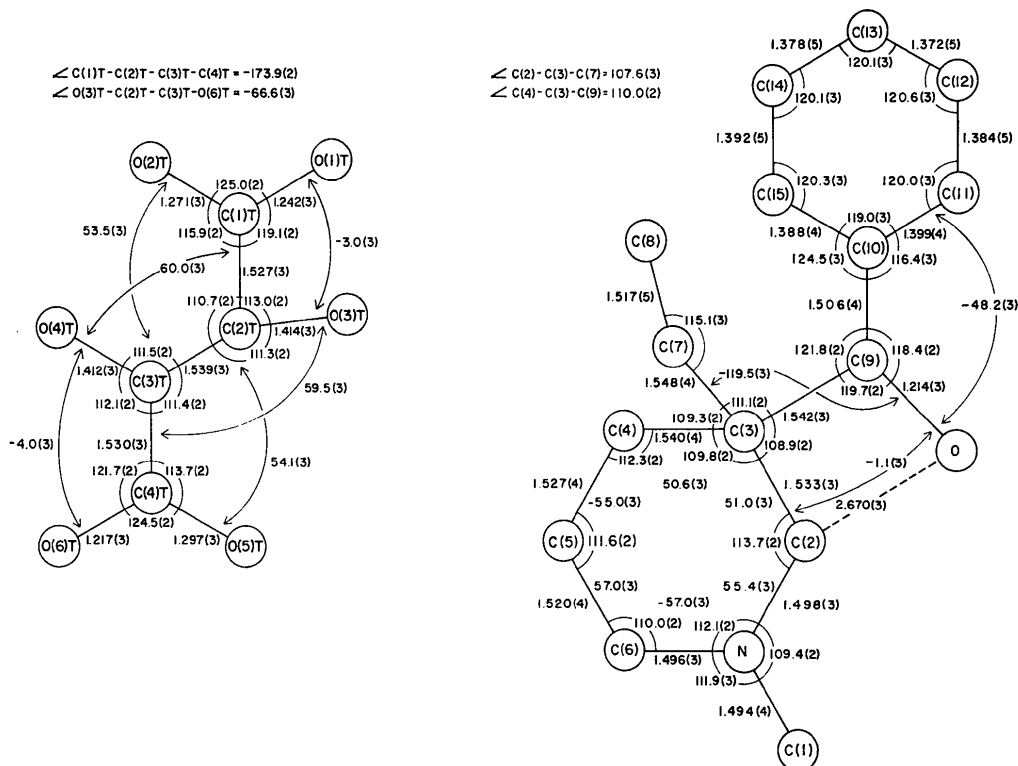 ∠ C(1)T-C(2)T-C(3)T-C(4)T = -173.9(2)
∠ O(3)T-C(2)T-C(3)T-O(6)T = -66.6(3)
O(2)T
O(1)T
125.0(2)
1.271(3)
1.242(3)
C(1)T
115.9(2)
119.1(2)
53.5(3)
-3.0(3)
60.0(3)
1.527(3)
110.7(2)
113.0(2)
O(4)T
C(2)T
O(3)T
1.414(3)
111.5(2)
111.3(2)
1.412(3)
C(3)T
1.539(3)
112.1(2)
111.4(2)
59.5(3)
-4.0(3)
1.530(3)
54.1(3)
121.7(2)
113.7(2)
C(4)T
124.5(2)
1.217(3)
1.297(3)
O(6)T
O(5)T
∠ C(2)-C(3)-C(7)=107.6(3)
∠ C(4)-C(3)-C(9)=110.0(2)
C(13)
1.378(5)
1.372(5)
120.1(3)
C(14)
C(12)
120.1(3)
120.6(3)
1.392(5)
1.384(5)
120.3(3)
120.0(3)
C(15)
C(11)
119.0(3)
1.388(4)
1.399(4)
C(10)
124.5(3)
116.4(3)
C(8)
1.506(4)
-48.2(3)
1.517(5)
115.1(3)
C(7)
121.8(2)
118.4(2)
C(9)
119.7(2)
1.214(3)
1.548(4)
-119.5(3)
111.1(2)
1.542(3)
109.3(2)
C(4)
C(3)
1.540(4)
108.9(2)
109.8(2)
O
112.3(2)
50.6(3)
-1.1(3)
1.527(4)
1.533(3)
-55.0(3)
51.0(3)
2.670(3)
C(5)
111.6(2)
113.7(2)
C(2)
57.0(3)
55.4(3)
1.520(4)
-57.0(3)
1.498(3)
110.0(2)
112.1(2)
C(6)
N
1.496(3)
109.4(2)
111.9(3)
1.494(4)
C(1)